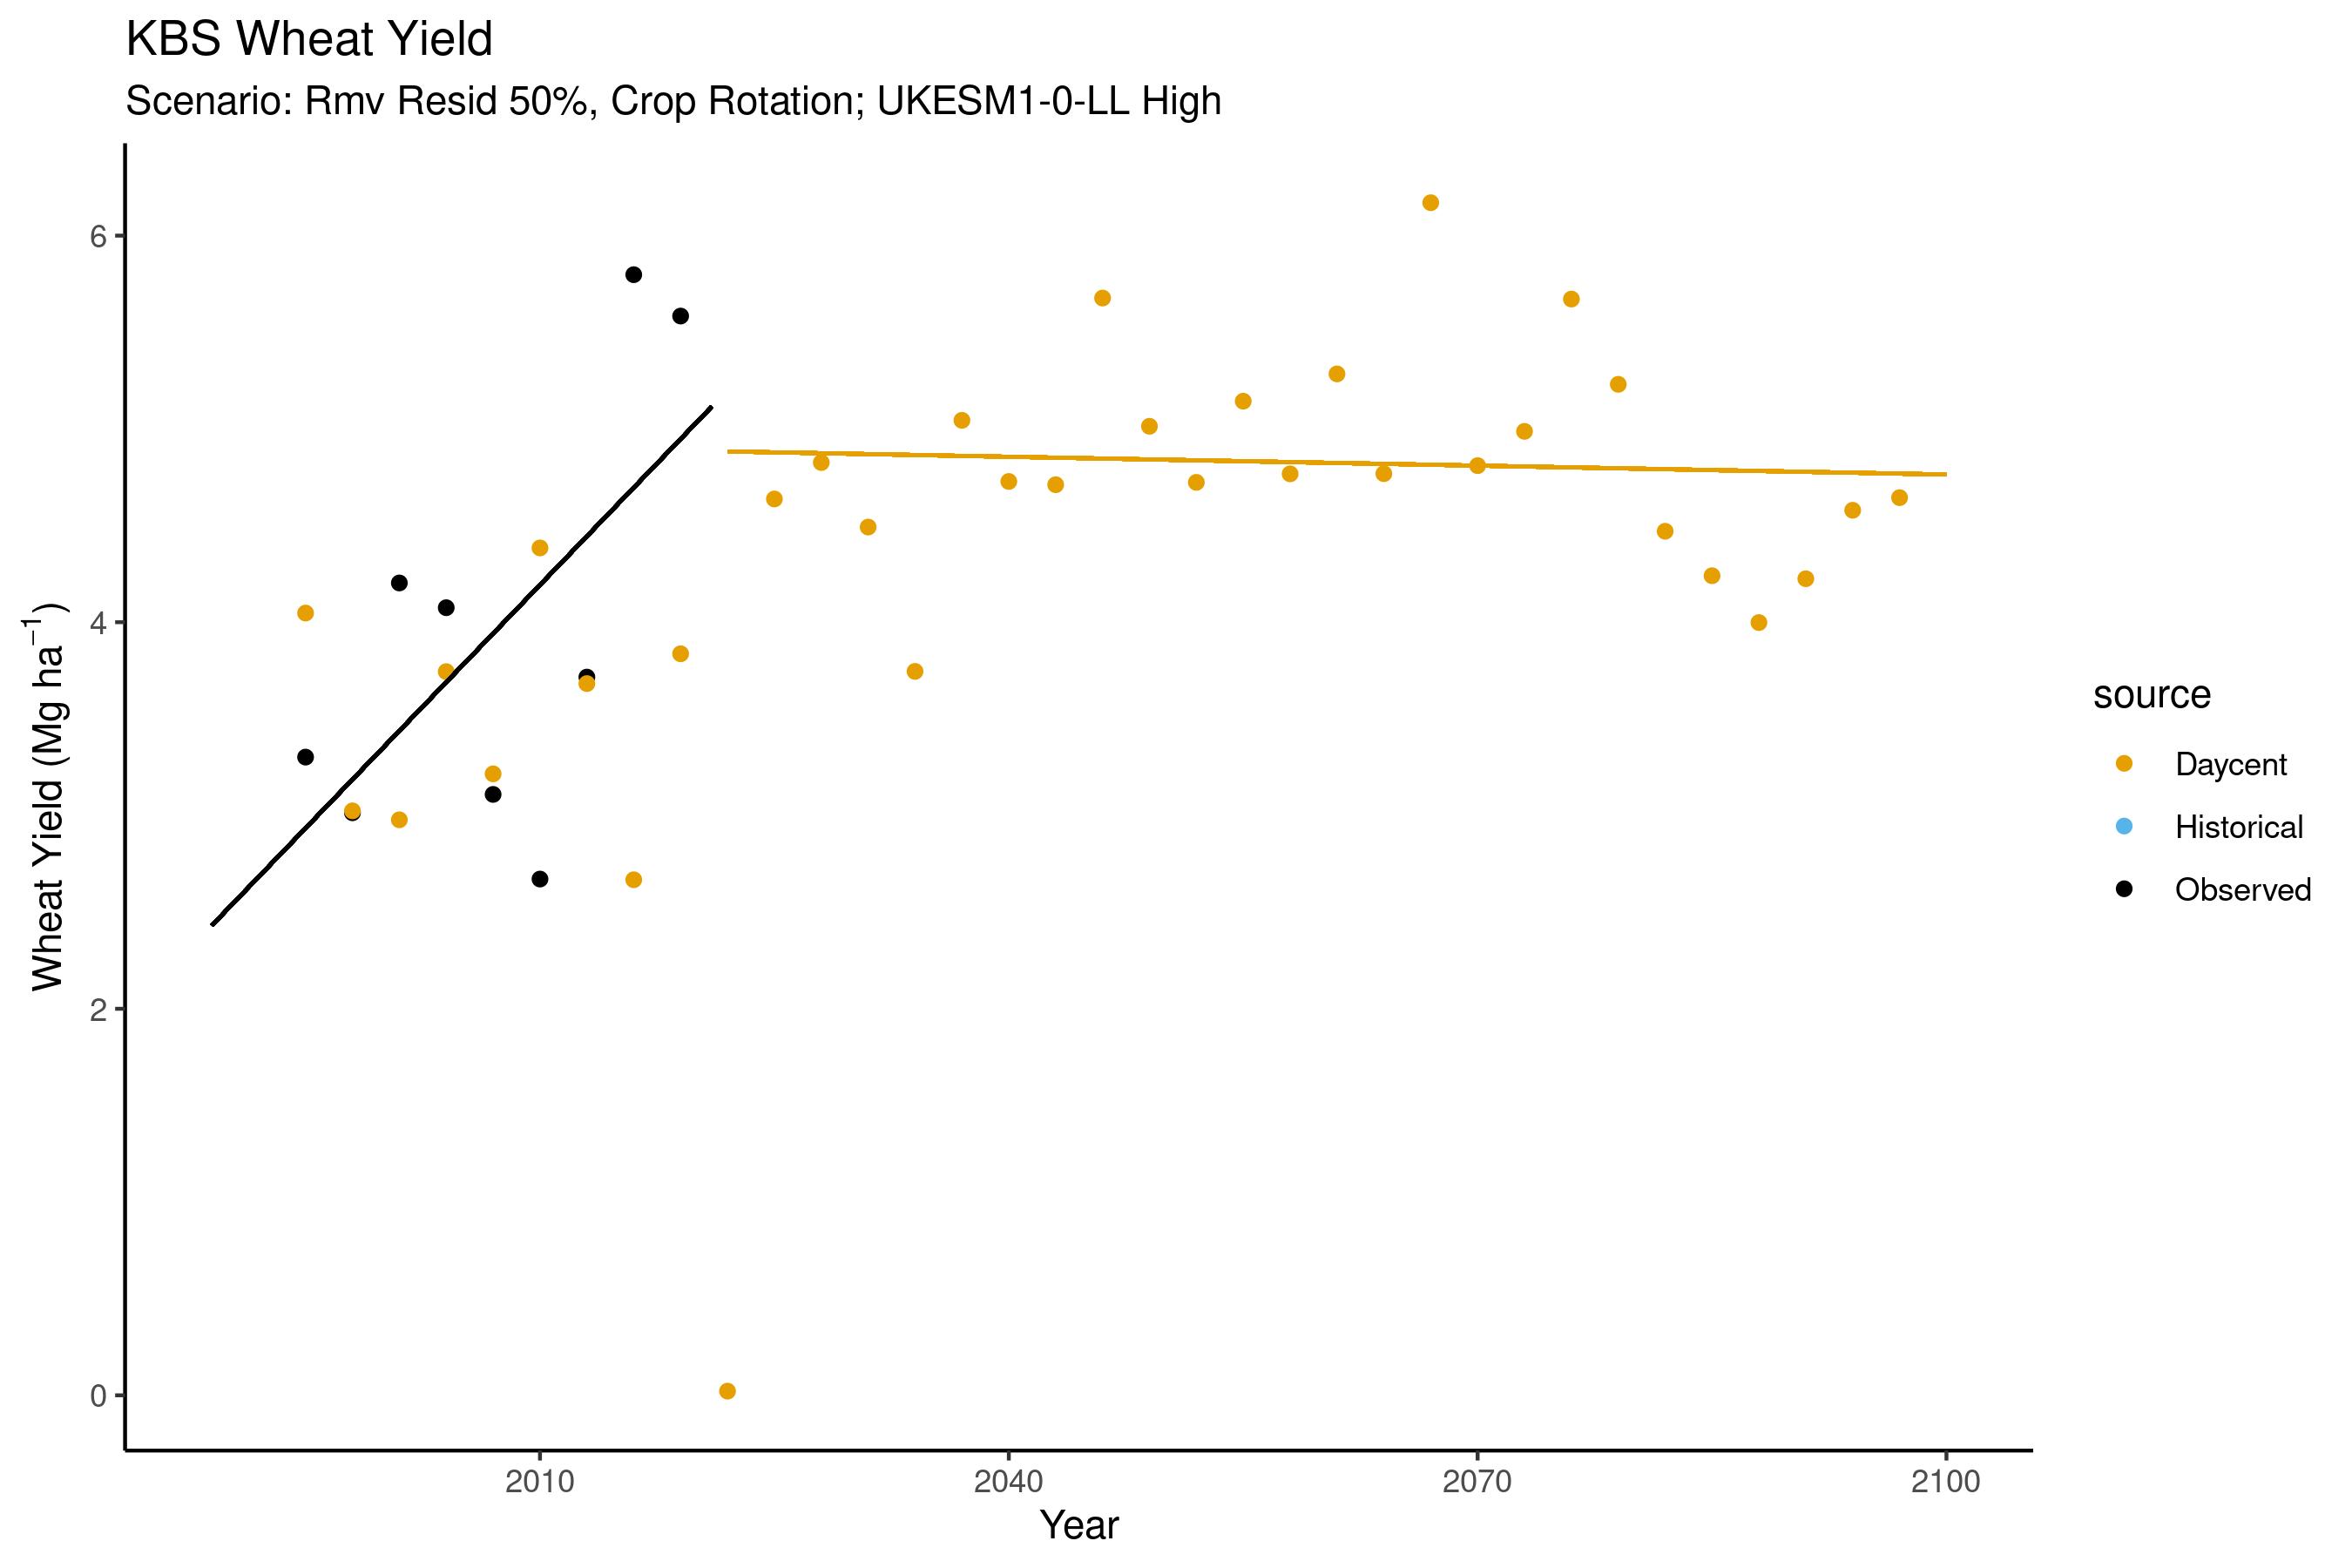 KBS Wheat Yield
Scenario: Rmv Resid 50%, Crop Rotation; UKESM1-0-LL High
Wheat Yield (Mg ha⁻¹)
6
4
2
0
2010
2040
2070
2100
Year
source
Daycent
Historical
Observed